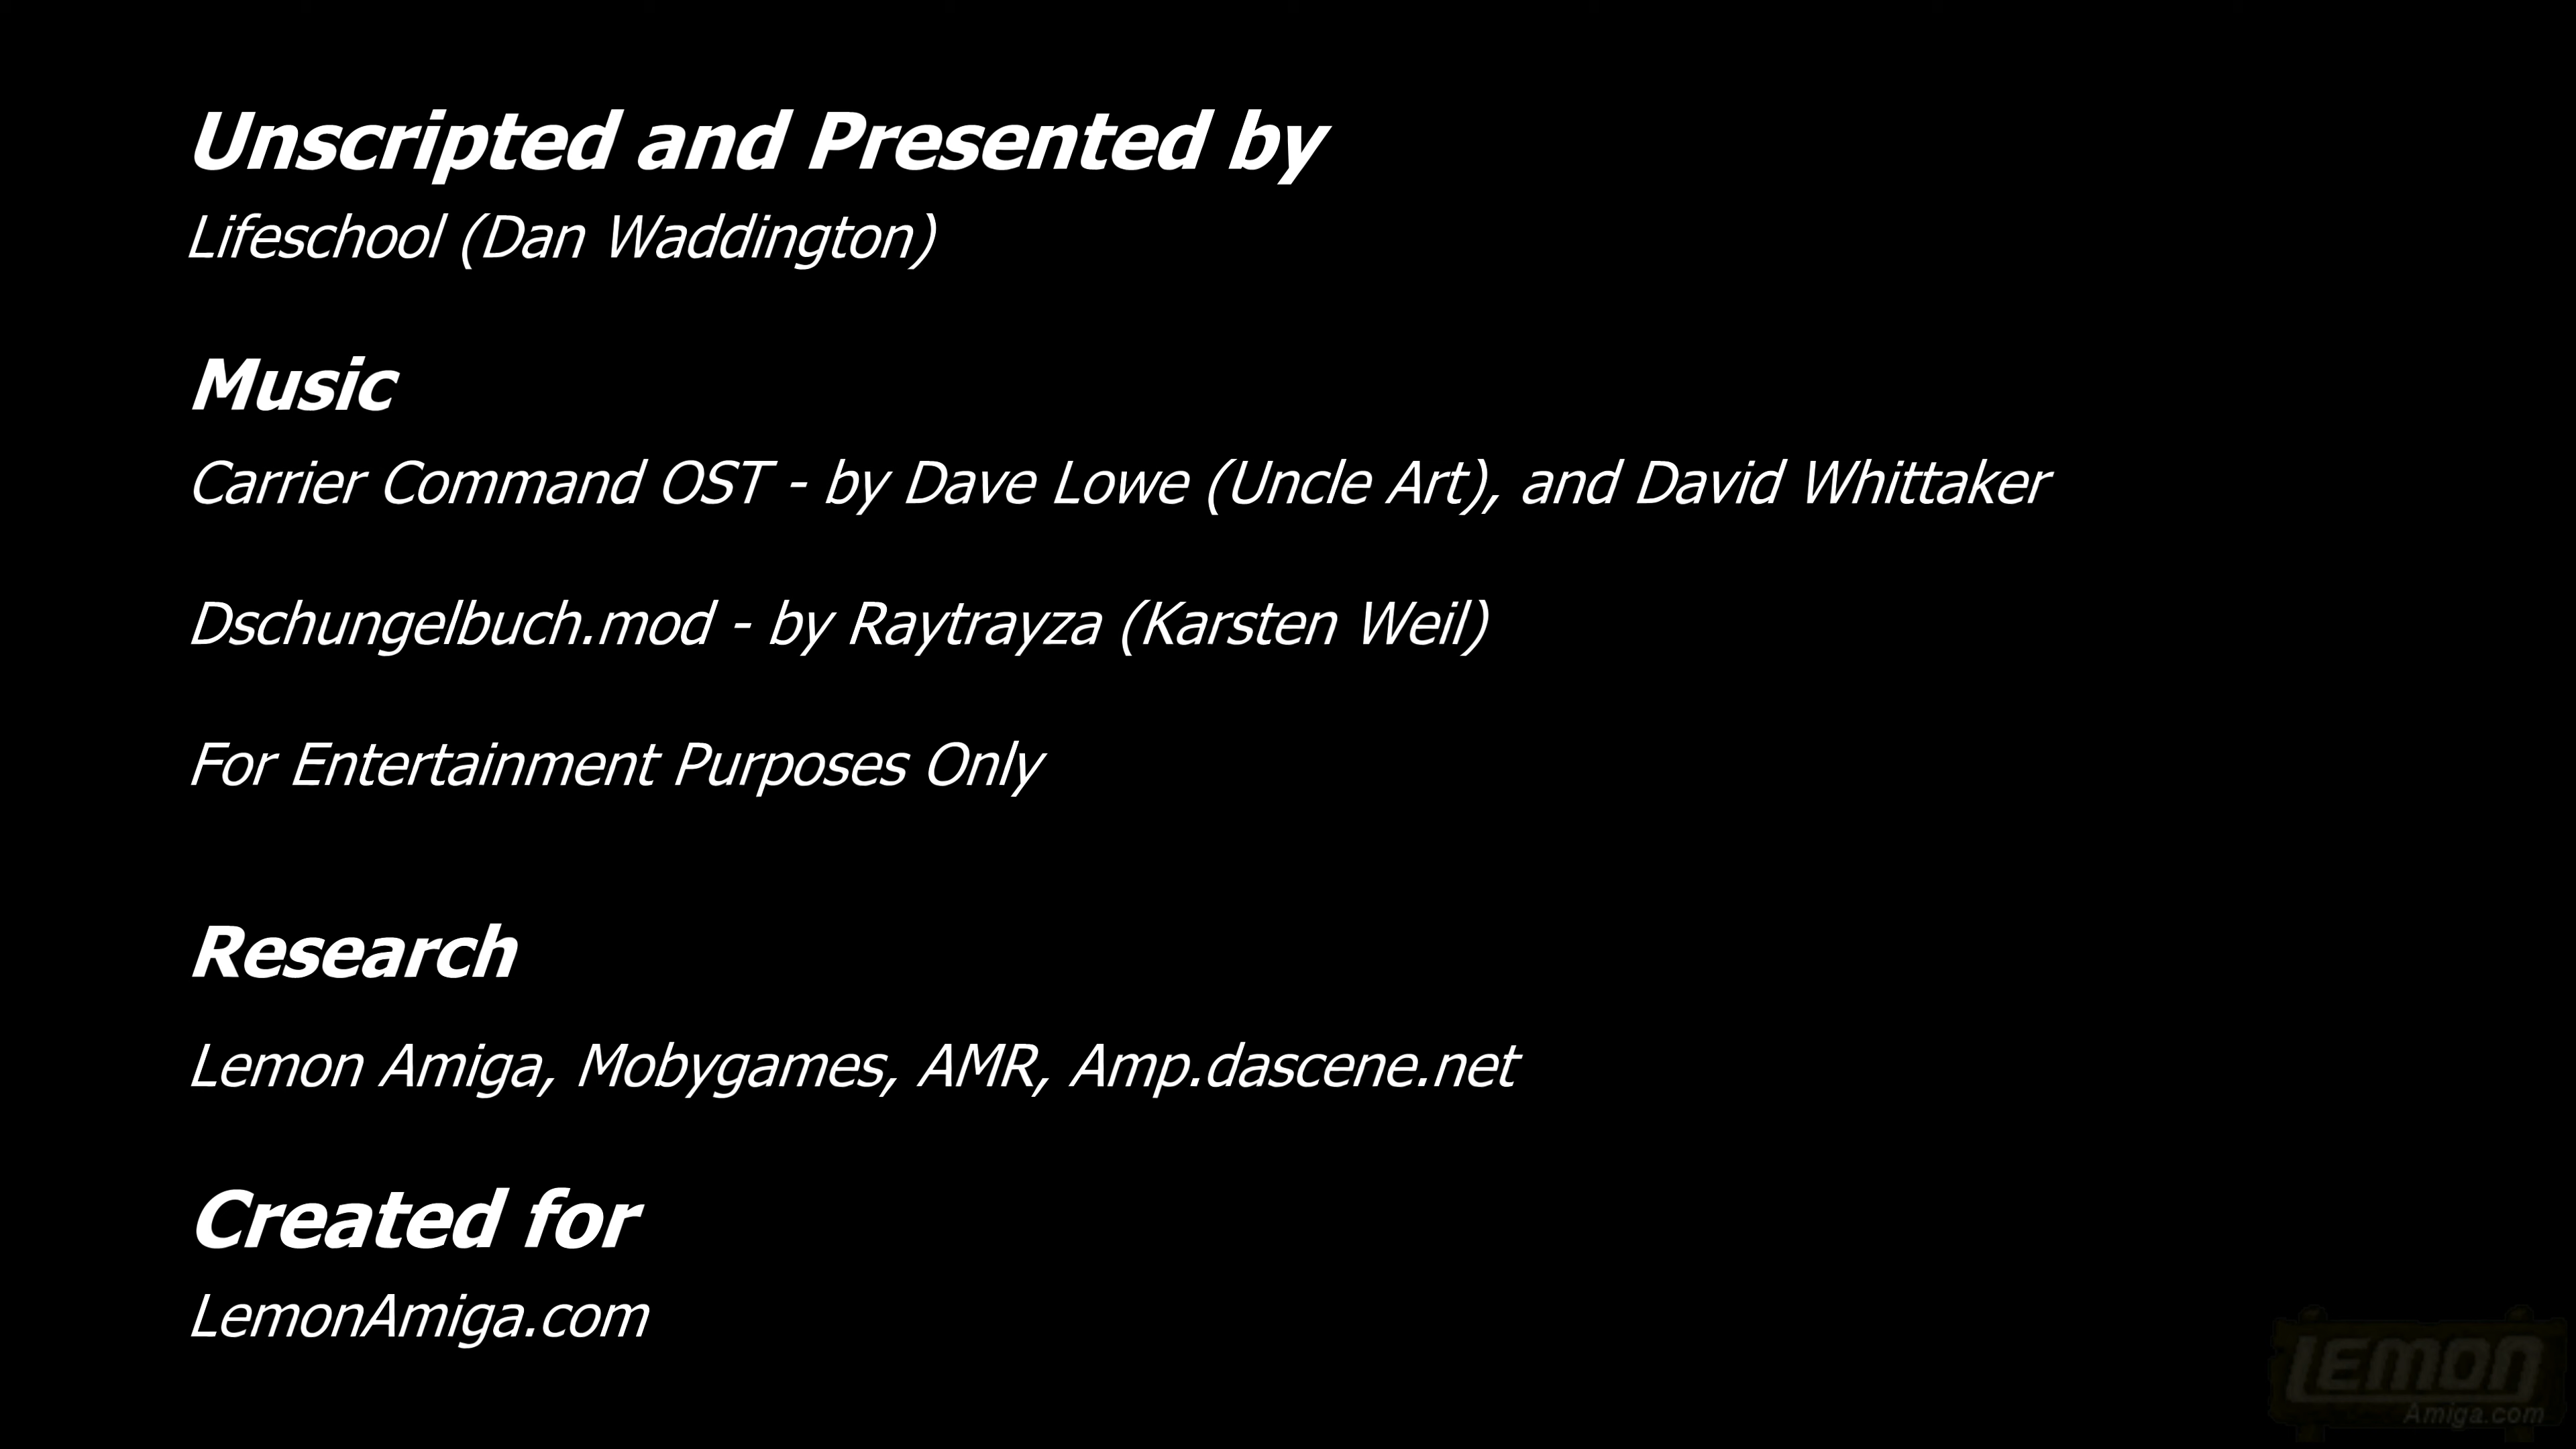 Unscripted and Presented by
Lifeschool (Dan Waddington)
Music
Carrier Command OST - by Dave Lowe (Uncle Art), and David Whittaker
Dschungelbuch.mod - by Raytrayza (Karsten Weil)
For Entertainment Purposes Only
Research
Lemon Amiga, Mobygames, AMR, Amp.dascene.net
Created for
LemonAmiga.com
LEMON
Amiga.com